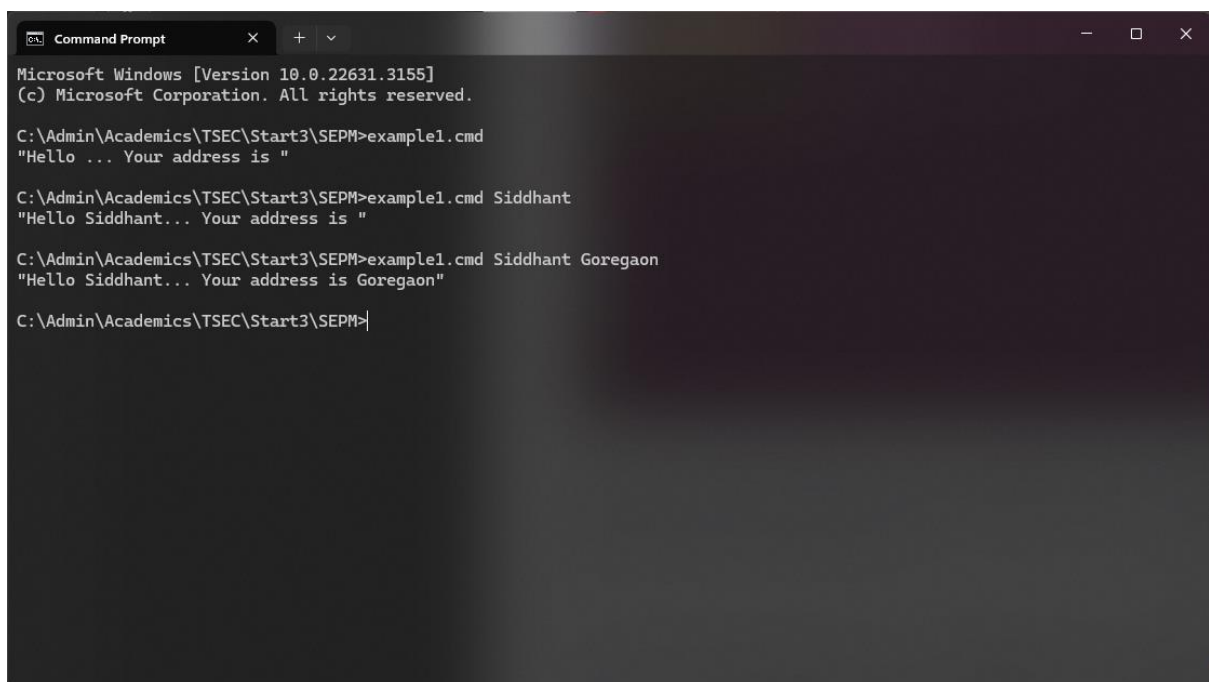 Command Prompt
Microsoft Windows [Version 10.0.22631.3155]
(c) Microsoft Corporation. All rights reserved.
C:\Admin\Academics\TSEC\Start3\SEPM>example1.cmd
"Hello ... Your address is "
C:\Admin\Academics\TSEC\Start3\SEPM>example1.cmd Siddhant
"Hello Siddhant... Your address is "
C:\Admin\Academics\TSEC\Start3\SEPM>example1.cmd Siddhant Goregaon
"Hello Siddhant... Your address is Goregaon"
C:\Admin\Academics\TSEC\Start3\SEPM>